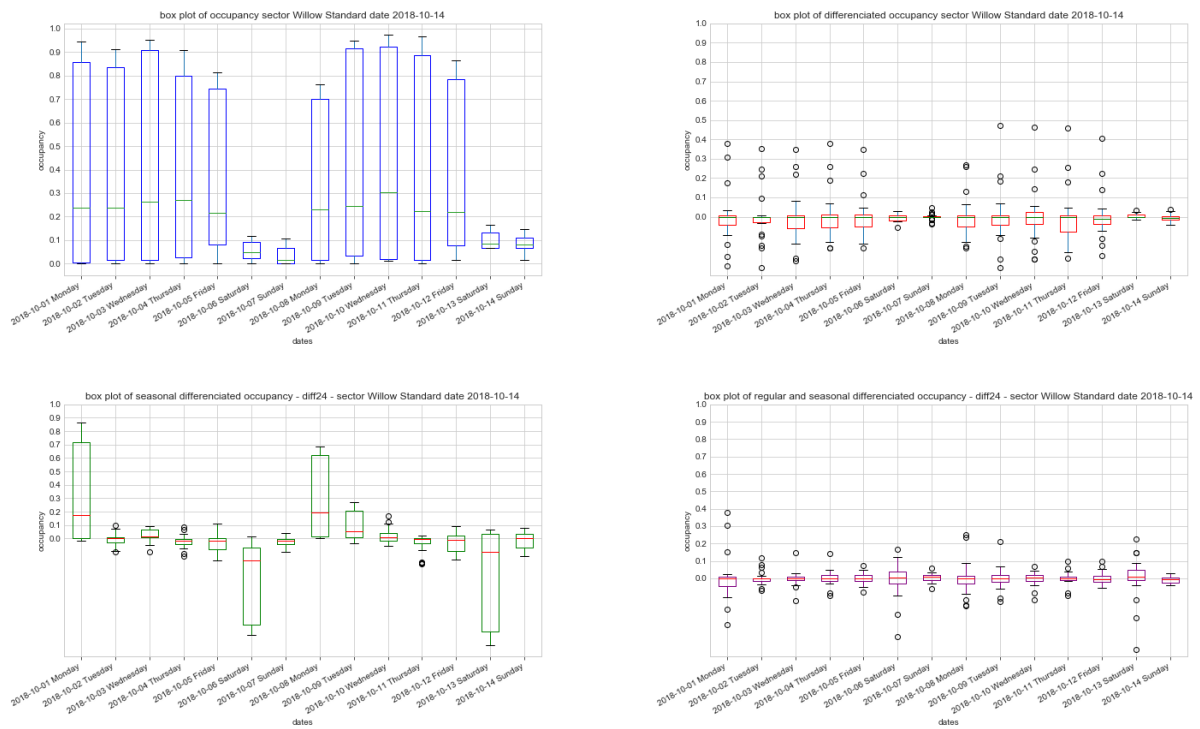 box plot of occupancy sector Willow Standard date 2018-10-14
1.0
0.9
0.8
0.7
0.6
0.5
0.4
0.3
0.2
0.1
0.0
occupancy
2018-10-01 Monday
2018-10-02 Tuesday
2018-10-03 Wednesday
2018-10-04 Thursday
2018-10-05 Friday
2018-10-06 Saturday
2018-10-07 Sunday
2018-10-08 Monday
2018-10-09 Tuesday
2018-10-10 Wednesday
2018-10-11 Thursday
2018-10-12 Friday
2018-10-13 Saturday
2018-10-14 Sunday
dates
box plot of differenciated occupancy sector Willow Standard date 2018-10-14
1.0
0.9
0.8
0.7
0.6
0.5
0.4
0.3
0.2
0.1
0.0
occupancy
2018-10-01 Monday
2018-10-02 Tuesday
2018-10-03 Wednesday
2018-10-04 Thursday
2018-10-05 Friday
2018-10-06 Saturday
2018-10-07 Sunday
2018-10-08 Monday
2018-10-09 Tuesday
2018-10-10 Wednesday
2018-10-11 Thursday
2018-10-12 Friday
2018-10-13 Saturday
2018-10-14 Sunday
dates
box plot of seasonal differenciated occupancy - diff24 - sector Willow Standard date 2018-10-14
1.0
0.9
0.8
0.7
0.6
0.5
0.4
0.3
0.2
0.1
0.0
occupancy
2018-10-01 Monday
2018-10-02 Tuesday
2018-10-03 Wednesday
2018-10-04 Thursday
2018-10-05 Friday
2018-10-06 Saturday
2018-10-07 Sunday
2018-10-08 Monday
2018-10-09 Tuesday
2018-10-10 Wednesday
2018-10-11 Thursday
2018-10-12 Friday
2018-10-13 Saturday
2018-10-14 Sunday
dates
box plot of regular and seasonal differenciated occupancy - diff24 - sector Willow Standard date 2018-10-14
1.0
0.9
0.8
0.7
0.6
0.5
0.4
0.3
0.2
0.1
0.0
occupancy
2018-10-01 Monday
2018-10-02 Tuesday
2018-10-03 Wednesday
2018-10-04 Thursday
2018-10-05 Friday
2018-10-06 Saturday
2018-10-07 Sunday
2018-10-08 Monday
2018-10-09 Tuesday
2018-10-10 Wednesday
2018-10-11 Thursday
2018-10-12 Friday
2018-10-13 Saturday
2018-10-14 Sunday
dates